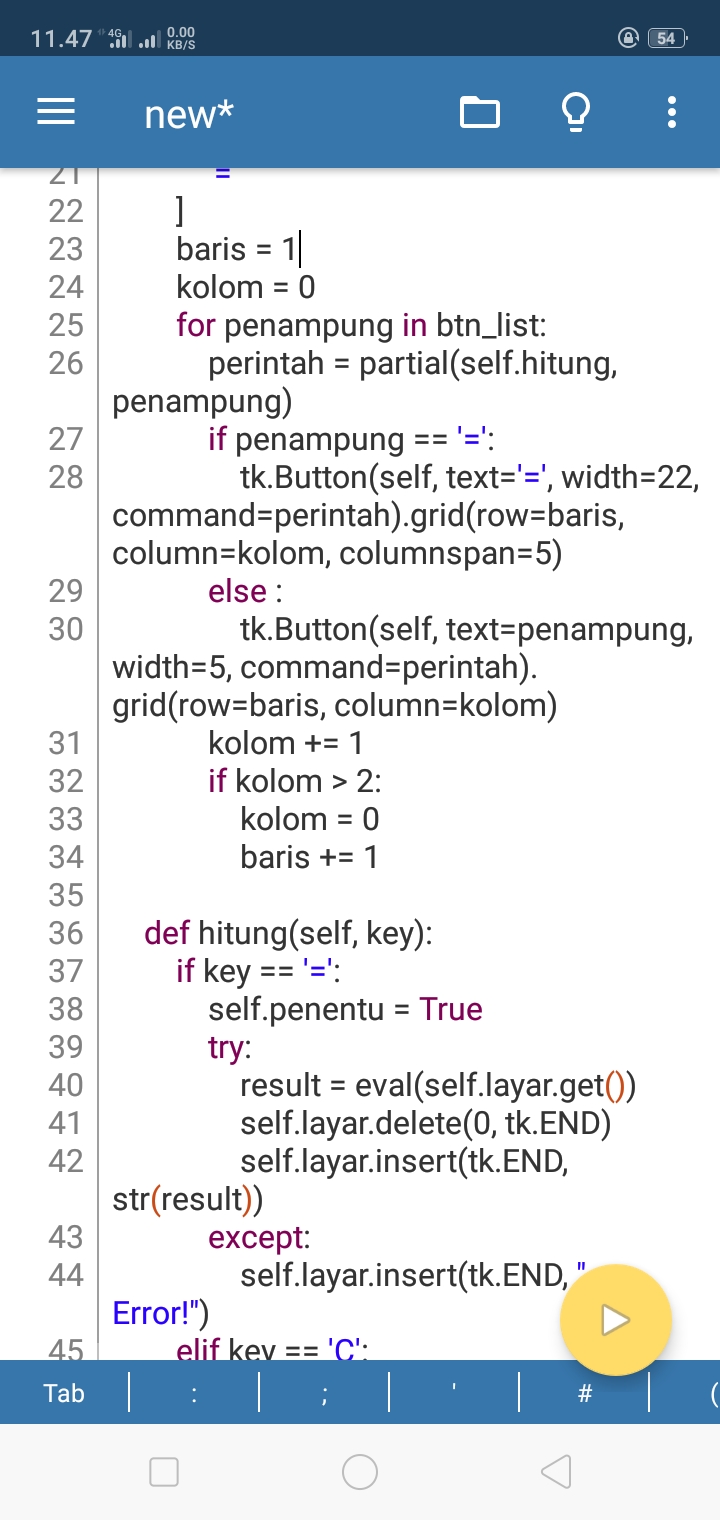 11.47 4G 0.00 KB/S 54
new*
21 =
22 ]
23 baris = 1
24 kolom = 0
25 for penampung in btn_list:
26 perintah = partial(self.hitung,
penampung)
27 if penampung == '=':
28 tk.Button(self, text='=', width=22,
command=perintah).grid(row=baris,
column=kolom, columnspan=5)
29 else :
30 tk.Button(self, text=penampung,
width=5, command=perintah).
grid(row=baris, column=kolom)
31 kolom += 1
32 if kolom > 2:
33 kolom = 0
34 baris += 1
35
36 def hitung(self, key):
37 if key == '=':
38 self.penentu = True
39 try:
40 result = eval(self.layar.get())
41 self.layar.delete(0, tk.END)
42 self.layar.insert(tk.END,
str(result))
43 except:
44 self.layar.insert(tk.END, "
Error!")
45 elif key == 'C':
Tab : ; ' # (